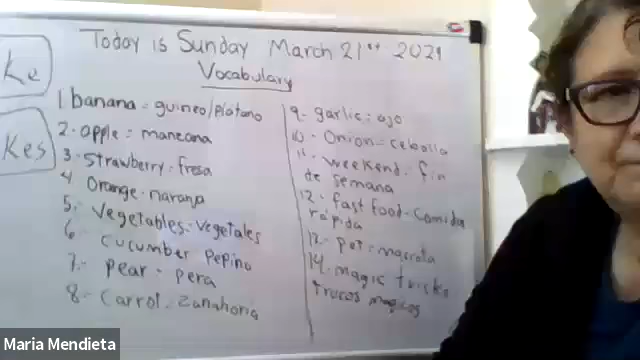 Today is Sunday March 21st 2021
Vocabulary
Ke
Kes
1. banana = guineo/platano
2. apple = manzana
3. strawberry = fresa
4 Orange = naranja
5. Vegetables = vegetales
6. cucumber pepino
7. pear = pera
8. Carrot = Zanahoria
9. garlic = ajo
10. Onion = cebolla
11. weekend = fin
de semana
12. fast food = comida
rápida
13. pet = mascota
14. magic tricks
trucos magicos
Maria Mendieta